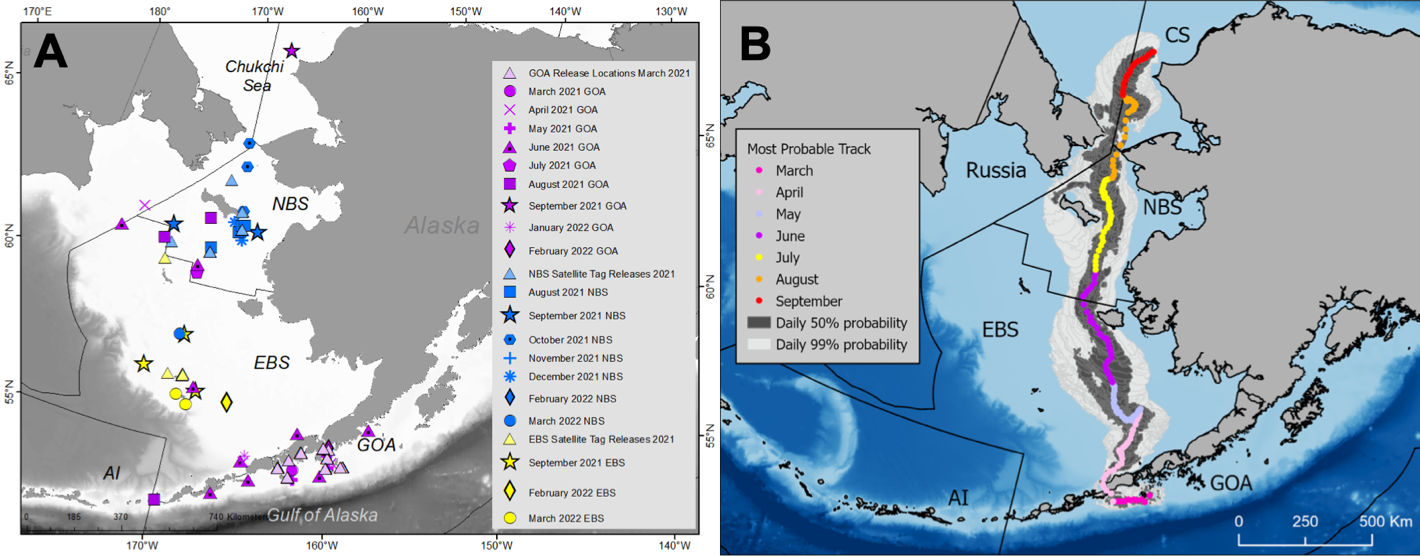 170°E
180°
170°W
160°W
150°W
140°W
130°W
A
Chukchi
Sea
65°N
60°N
55°N
NBS
Alaska
EBS
GOA
AI
Gulf of Alaska
0 185 370 740 Kilometers
170°W
160°W
150°W
140°W
65°N
60°N
55°N
GOA Release Locations March 2021
March 2021 GOA
April 2021 GOA
May 2021 GOA
June 2021 GOA
July 2021 GOA
August 2021 GOA
September 2021 GOA
January 2022 GOA
February 2022 GOA
NBS Satellite Tag Releases 2021
August 2021 NBS
September 2021 NBS
October 2021 NBS
November 2021 NBS
December 2021 NBS
February 2022 NBS
March 2022 NBS
EBS Satellite Tag Releases 2021
September 2021 EBS
February 2022 EBS
March 2022 EBS
B
CS
Russia
NBS
EBS
AI
GOA
Most Probable Track
March
April
May
June
July
August
September
Daily 50% probability
Daily 99% probability
0 250 500 Km